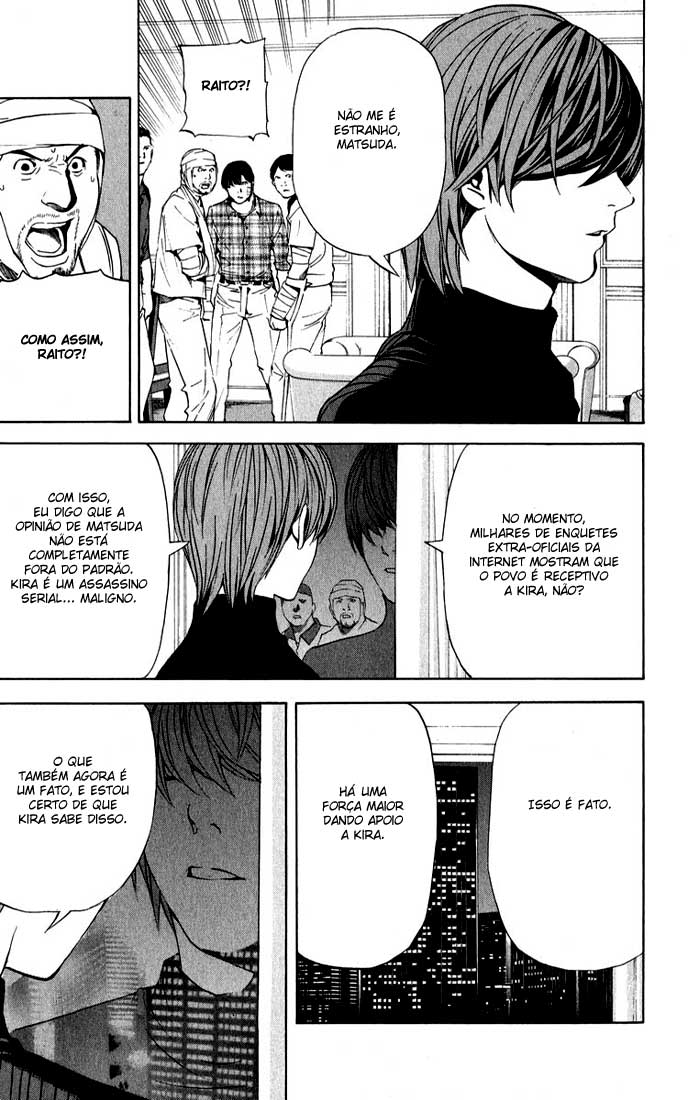 NÃO ME É
ESTRANHO,
MATSUDA.
RAITO?!
COMO ASSIM,
RAITO?!
NO MOMENTO,
MILHARES DE ENQUETES
EXTRA-OFICIAIS DA
INTERNET MOSTRAM QUE
O POVO É RECEPTIVO
A KIRA, NÃO?
COM ISSO,
EU DIGO QUE A
OPINIÃO DE MATSUDA
NÃO ESTÁ
COMPLETAMENTE
FORA DO PADRÃO.
KIRA É UM ASSASSINO
SERIAL... MALIGNO.
ISSO É FATO.
HÁ UMA
FORÇA MAIOR
DANDO APOIO
A KIRA.
O QUE
TAMBÉM AGORA É
UM FATO, E ESTOU
CERTO DE QUE
KIRA SABE DISSO.